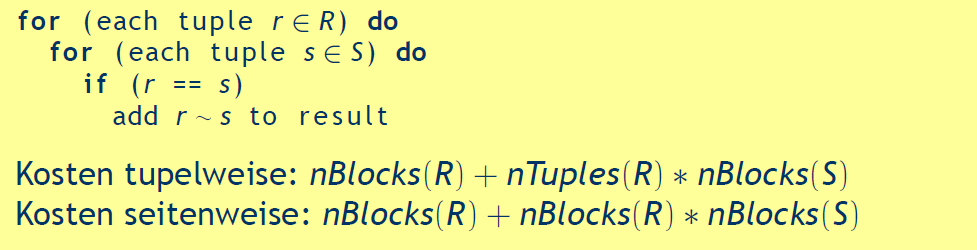 for (each tuple r ∈ R) do
for (each tuple s ∈ S) do
if (r == s)
add r ~ s to result
Kosten tupelweise: nBlocks(R) + nTuples(R) ∗ nBlocks(S)
Kosten seitenweise: nBlocks(R) + nBlocks(R) ∗ nBlocks(S)